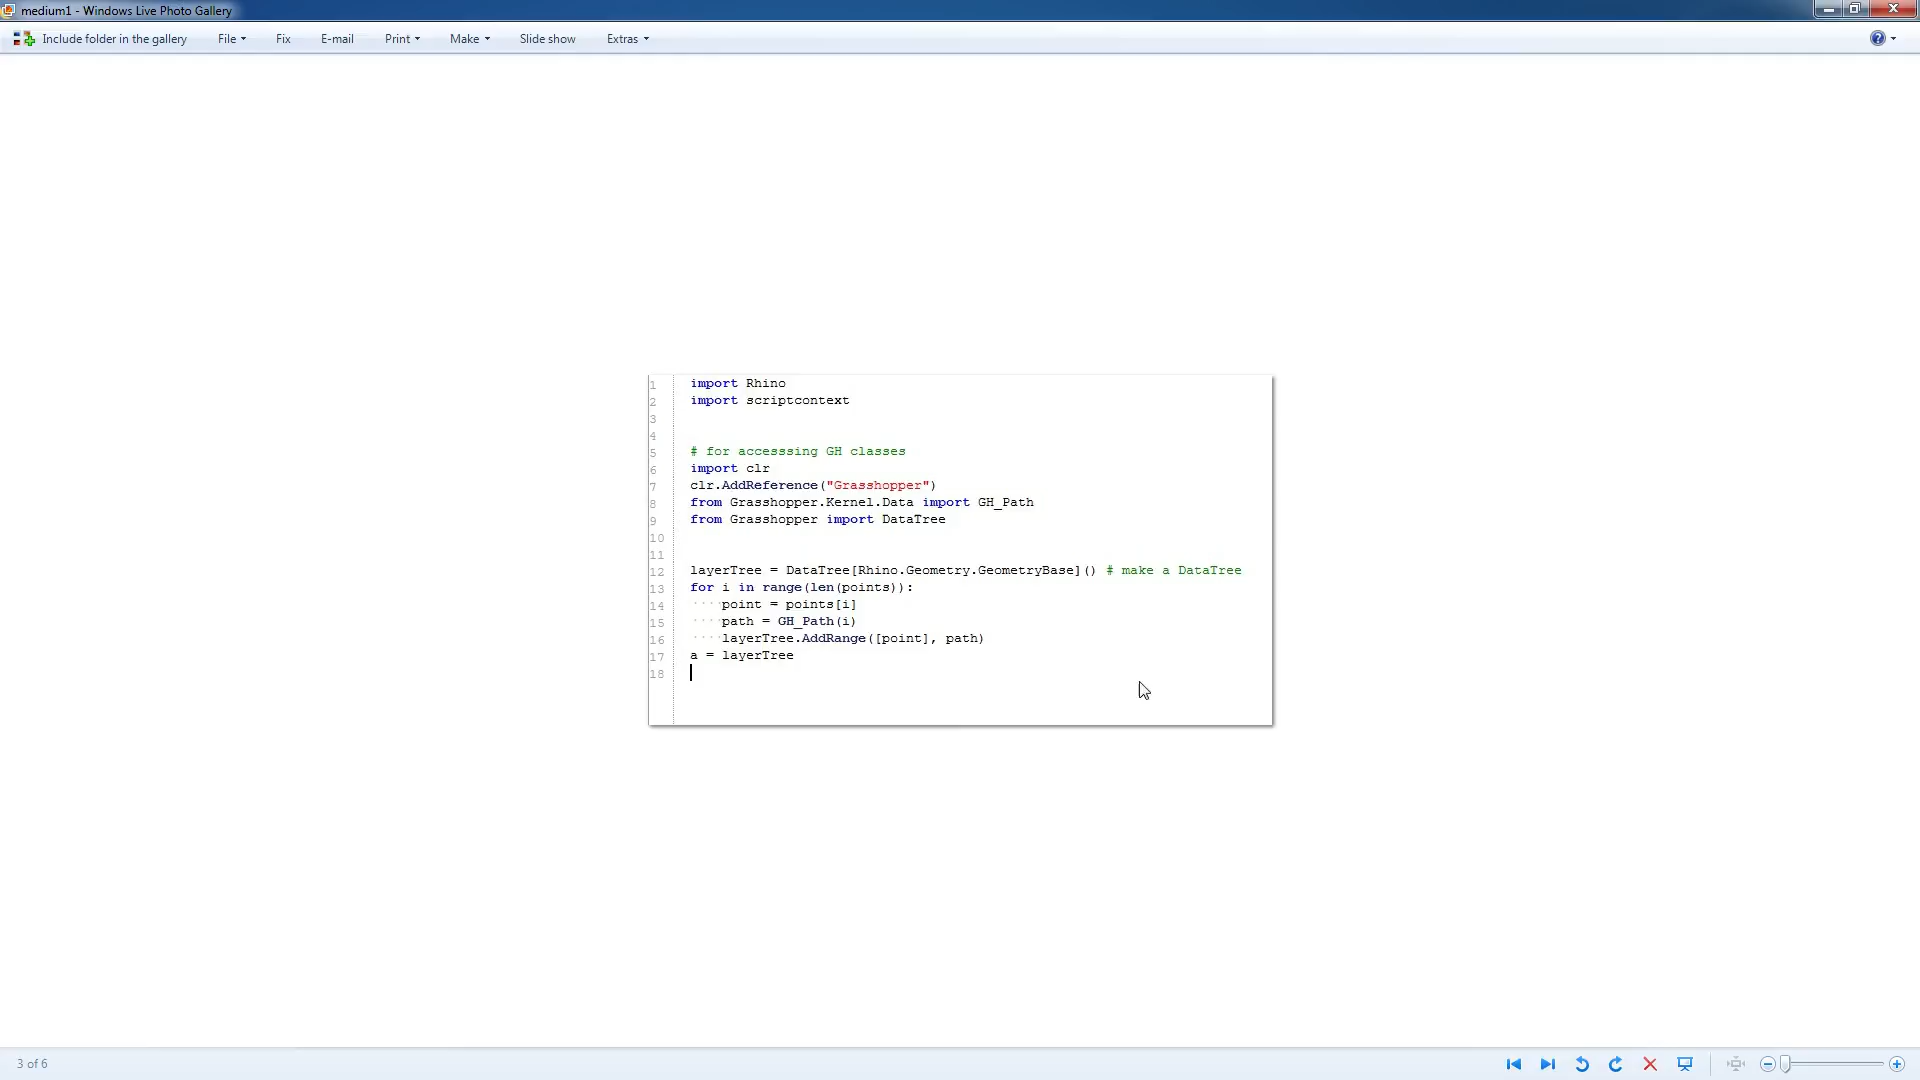 medium1 - Windows Live Photo Gallery
Include folder in the gallery File Fix E-mail Print Make Slide show Extras
1 import Rhino
2 import scriptcontext
3
4
5 # for accesssing GH classes
6 import clr
7 clr.AddReference("Grasshopper")
8 from Grasshopper.Kernel.Data import GH_Path
9 from Grasshopper import DataTree
10
11
12 layerTree = DataTree[Rhino.Geometry.GeometryBase]() # make a DataTree
13 for i in range(len(points)):
14 ····point = points[i]
15 ····path = GH_Path(i)
16 ····layerTree.AddRange([point], path)
17 a = layerTree
18
3 of 6